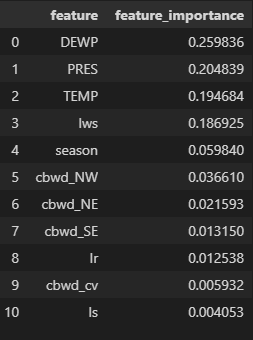 feature feature_importance
0 DEWP 0.259836
1 PRES 0.204839
2 TEMP 0.194684
3 Iws 0.186925
4 season 0.059840
5 cbwd_NW 0.036610
6 cbwd_NE 0.021593
7 cbwd_SE 0.013150
8 Ir 0.012538
9 cbwd_cv 0.005932
10 Is 0.004053